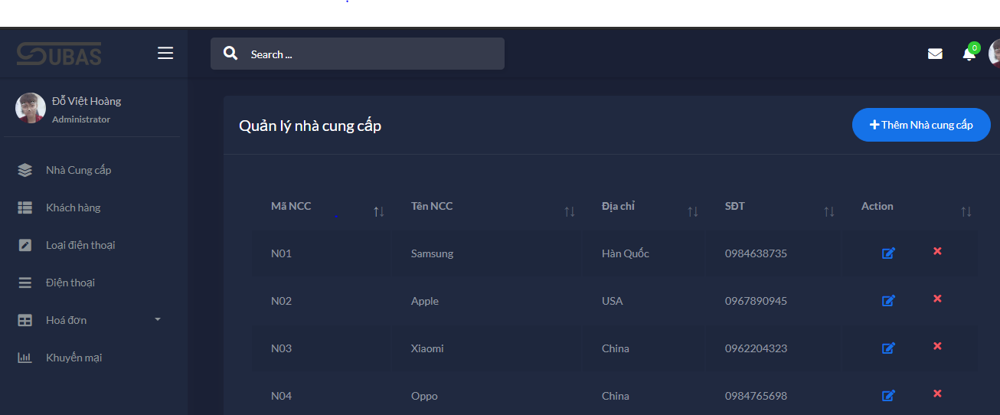 SUBAS
Search ...
0
Đỗ Việt Hoàng
Administrator
Quản lý nhà cung cấp
Thêm Nhà cung cấp
Nhà Cung cấp
Khách hàng
Loại điện thoại
Điện thoại
Hoá đơn
Khuyến mại
Mã NCC Tên NCC Địa chỉ SĐT Action
N01 Samsung Hàn Quốc 0984638735
N02 Apple USA 0967890945
N03 Xiaomi China 0962204323
N04 Oppo China 0984765698